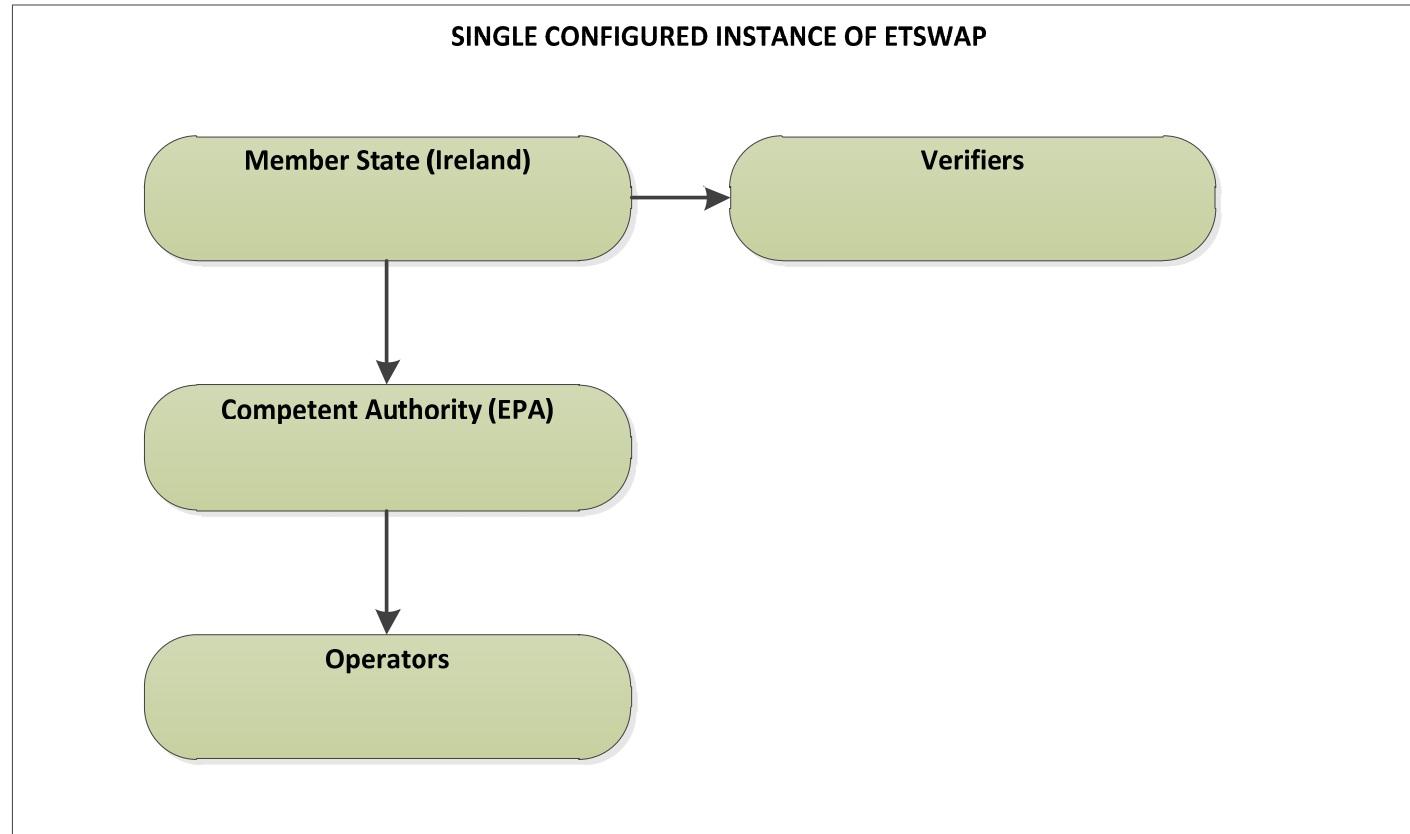 SINGLE CONFIGURED INSTANCE OF ETSWAP
Member State (Ireland)
Verifiers
Competent Authority (EPA)
Operators